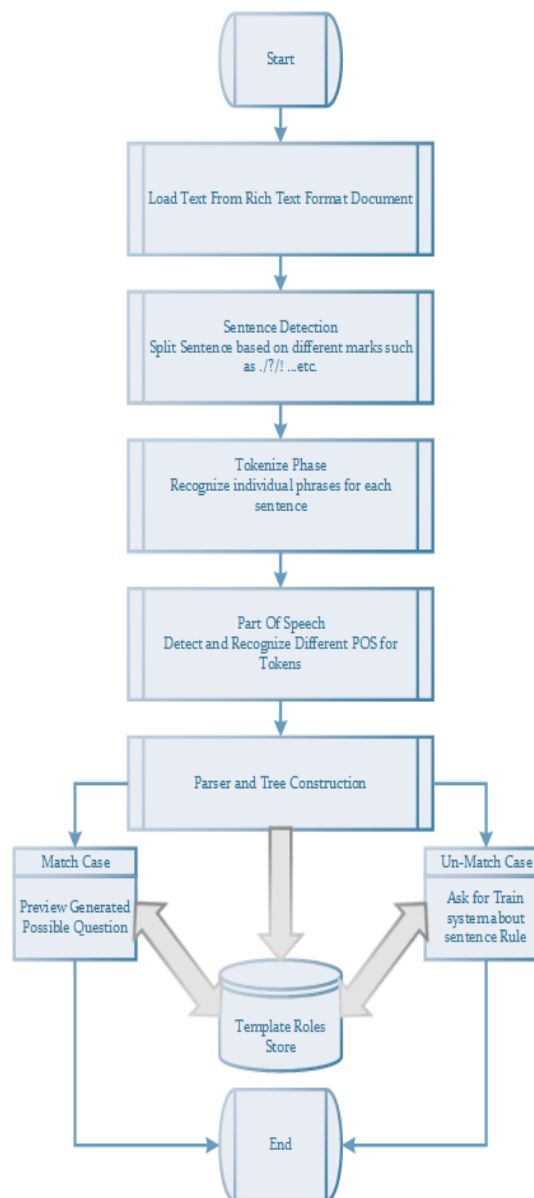 Start
Load Text From Rich Text Format Document
Sentence Detection
Split Sentence based on different marks such
as ./?/! ...etc.
Tokenize Phase
Recognize individual phrases for each
sentence
Part Of Speech
Detect and Recognize Different POS for
Tokens
Parser and Tree Construction
Match Case
Preview Generated
Possible Question
Un-Match Case
Ask for Train
system about
sentence Rule
Template Roles
Store
End